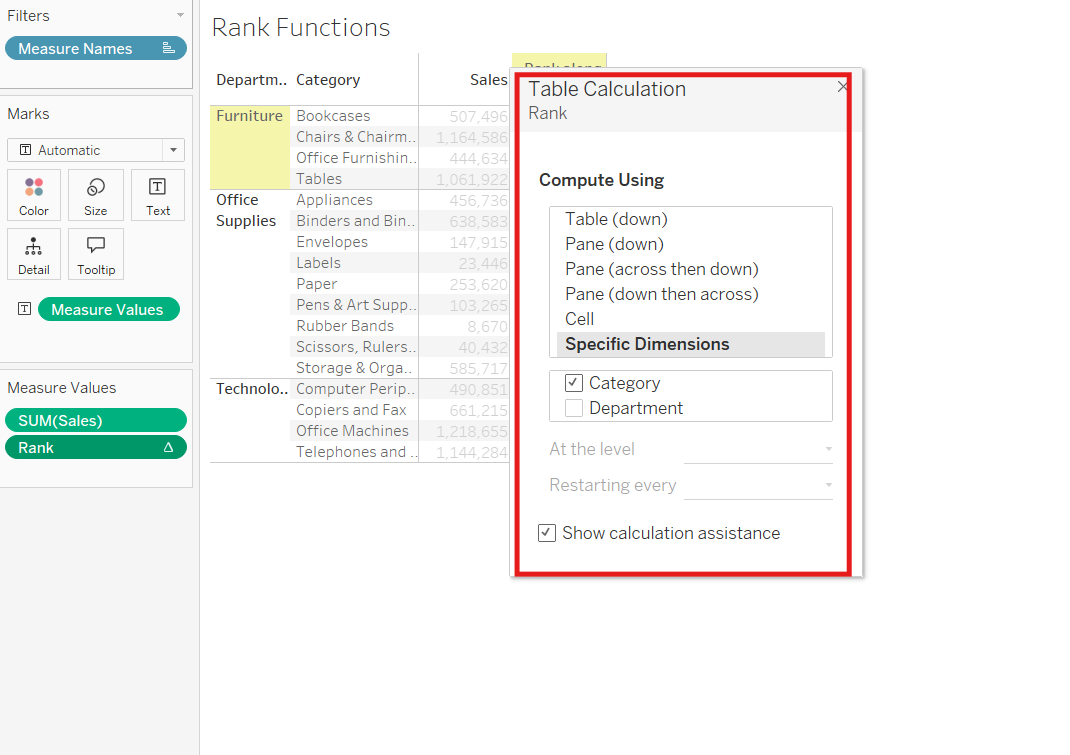 Filters
Measure Names
Marks
Automatic
Color Size Text
Detail Tooltip
Measure Values
Measure Values
SUM(Sales)
Rank
Rank Functions
Rank along
Departm.. Category Sales
Furniture Bookcases 507,496
Chairs & Chairm.. 1,164,586
Office Furnishin.. 444,634
Tables 1,061,922
Office Appliances 456,736
Supplies Binders and Bin.. 638,583
Envelopes 147,915
Labels 23,446
Paper 253,620
Pens & Art Supp.. 103,265
Rubber Bands 8,670
Scissors, Rulers.. 40,432
Storage & Orga.. 585,717
Technolo.. Computer Perip.. 490,851
Copiers and Fax 661,215
Office Machines 1,218,655
Telephones and .. 1,144,284
Table Calculation
Rank
Compute Using
Table (down)
Pane (down)
Pane (across then down)
Pane (down then across)
Cell
Specific Dimensions
Category
Department
At the level
Restarting every
Show calculation assistance